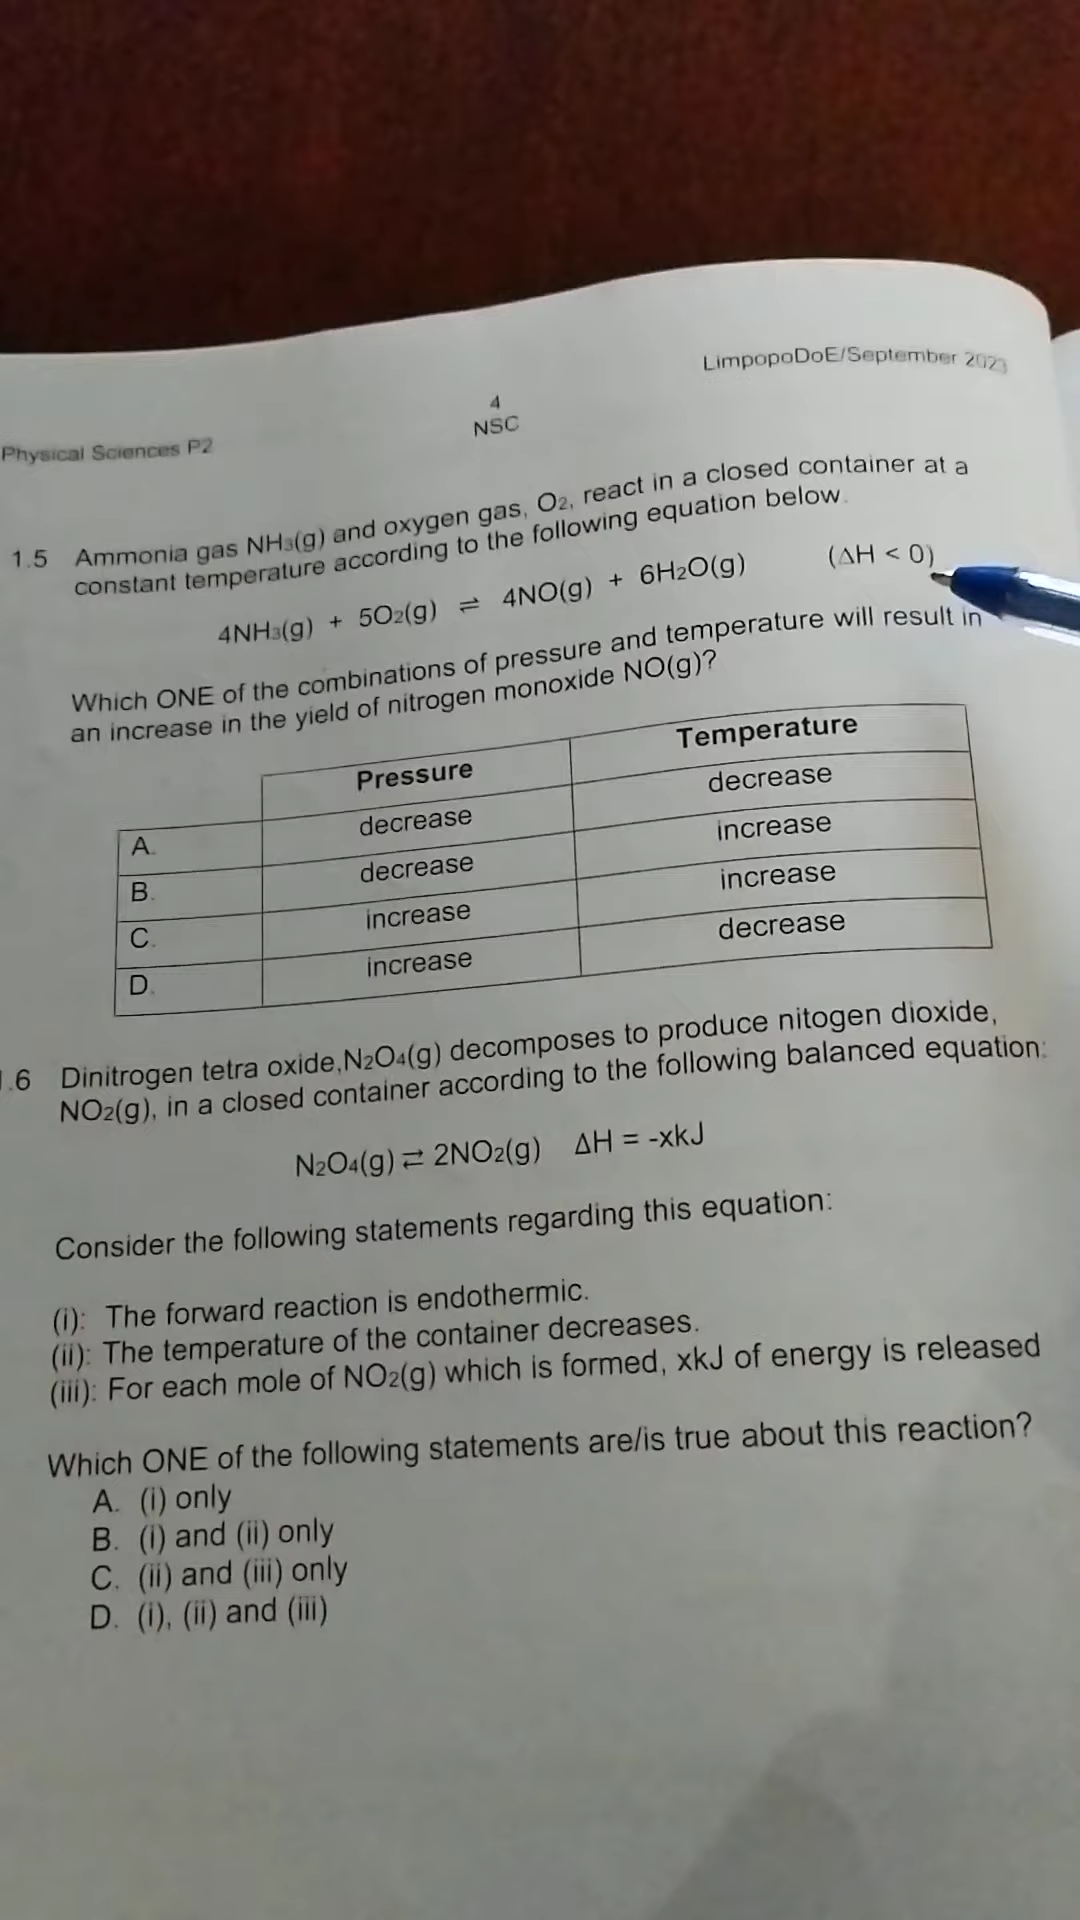 LimpopoDoE/September 2023
4
NSC
Physical Sciences P2
1.5 Ammonia gas NH₃(g) and oxygen gas, O₂, react in a closed container at a
constant temperature according to the following equation below.
4NH₃(g) + 5O₂(g) ⇌ 4NO(g) + 6H₂O(g) (ΔH < 0)
Which ONE of the combinations of pressure and temperature will result in
an increase in the yield of nitrogen monoxide NO(g)?
Pressure Temperature
A. decrease decrease
B. decrease increase
C. increase increase
D. increase decrease
1.6 Dinitrogen tetra oxide,N₂O₄(g) decomposes to produce nitogen dioxide,
NO₂(g), in a closed container according to the following balanced equation:
N₂O₄(g) ⇄ 2NO₂(g) ΔH = -xkJ
Consider the following statements regarding this equation:
(i): The forward reaction is endothermic.
(ii): The temperature of the container decreases.
(iii): For each mole of NO₂(g) which is formed, xkJ of energy is released
Which ONE of the following statements are/is true about this reaction?
A. (i) only
B. (i) and (ii) only
C. (ii) and (iii) only
D. (i), (ii) and (iii)